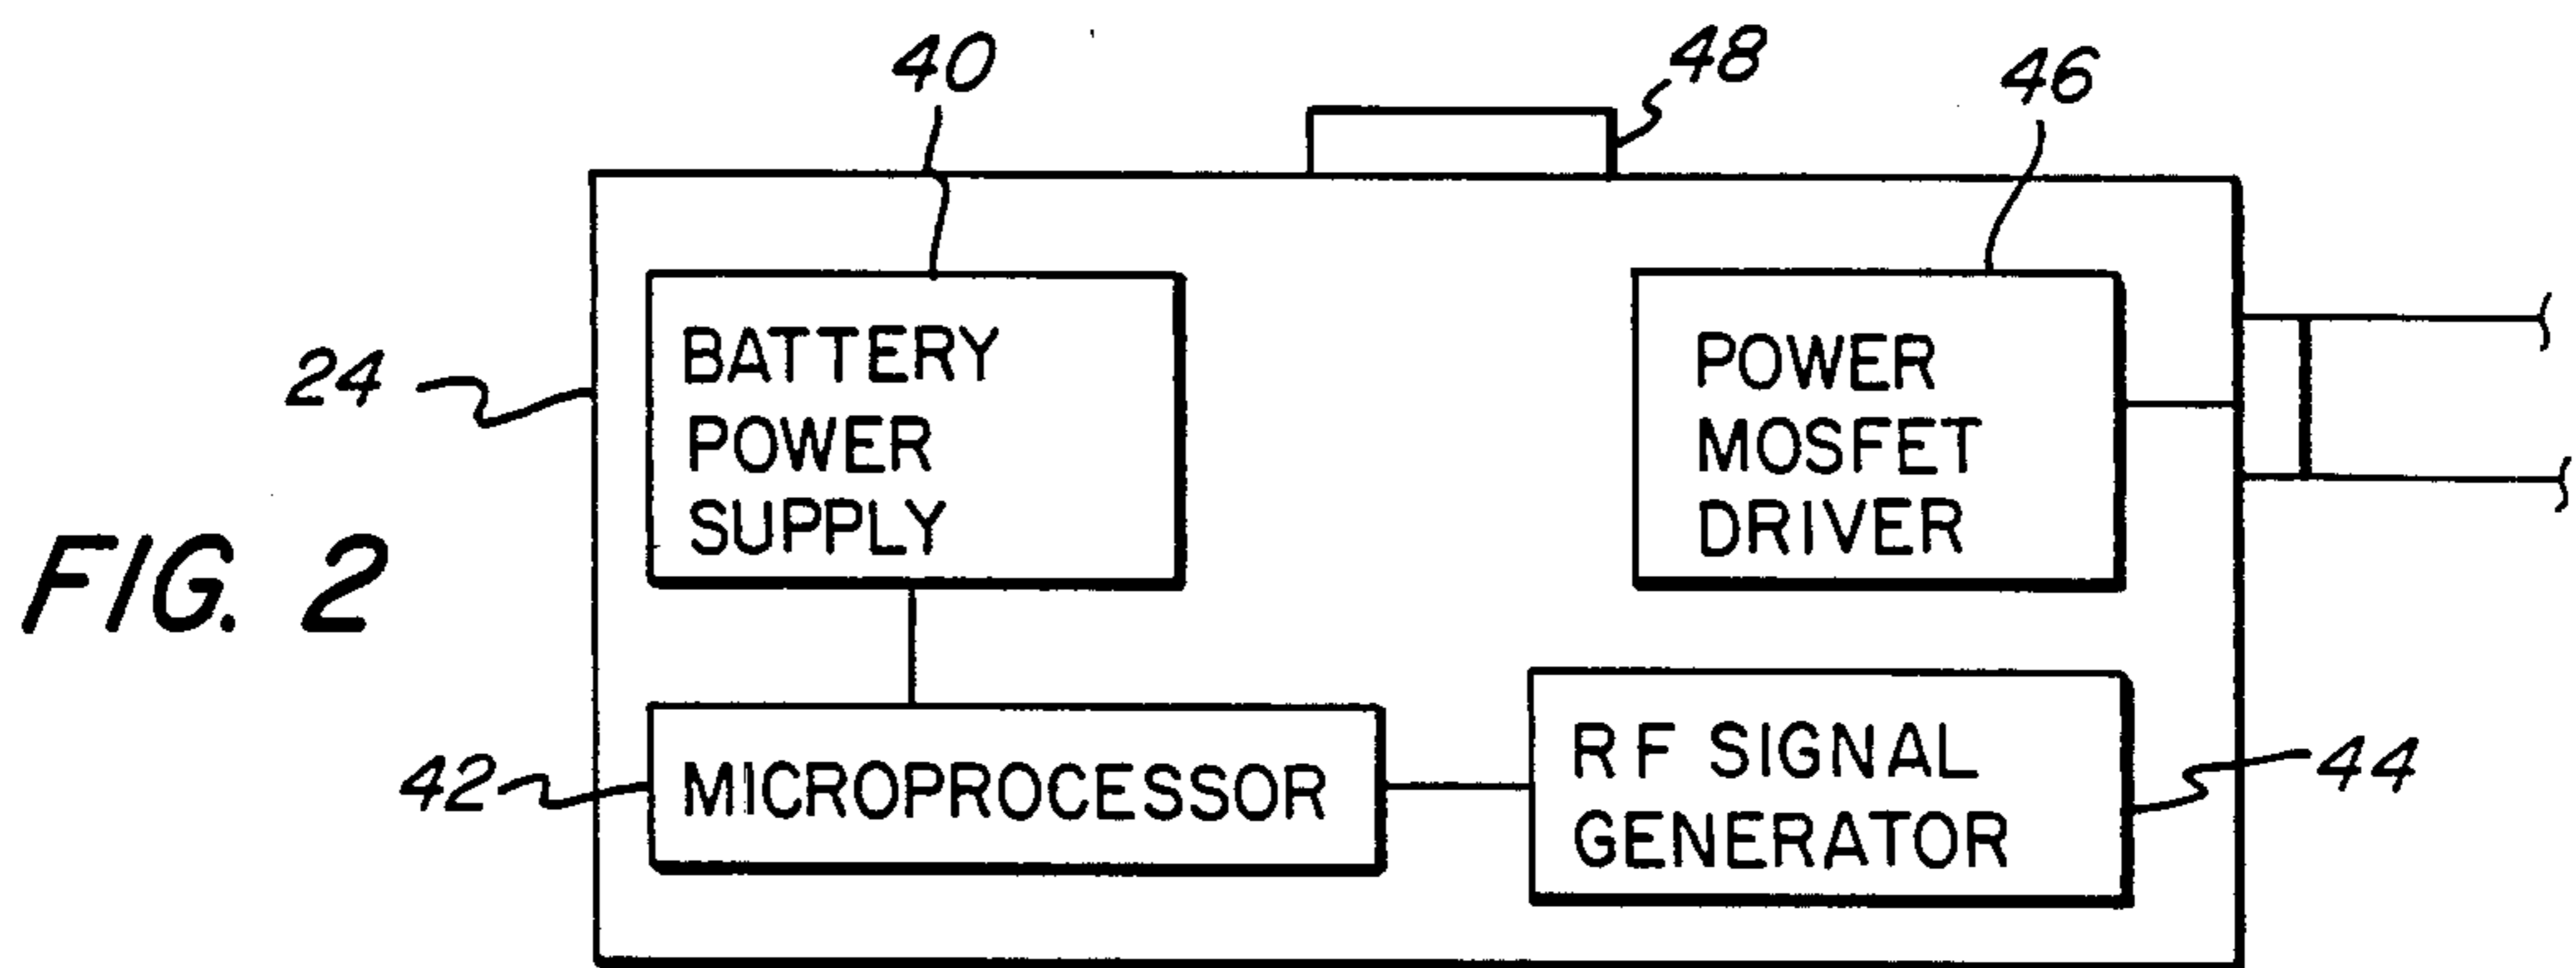 40
48
46
24
BATTERY
POWER
SUPPLY
POWER
MOSFET
DRIVER
FIG. 2
42
MICROPROCESSOR
RF SIGNAL
GENERATOR
44